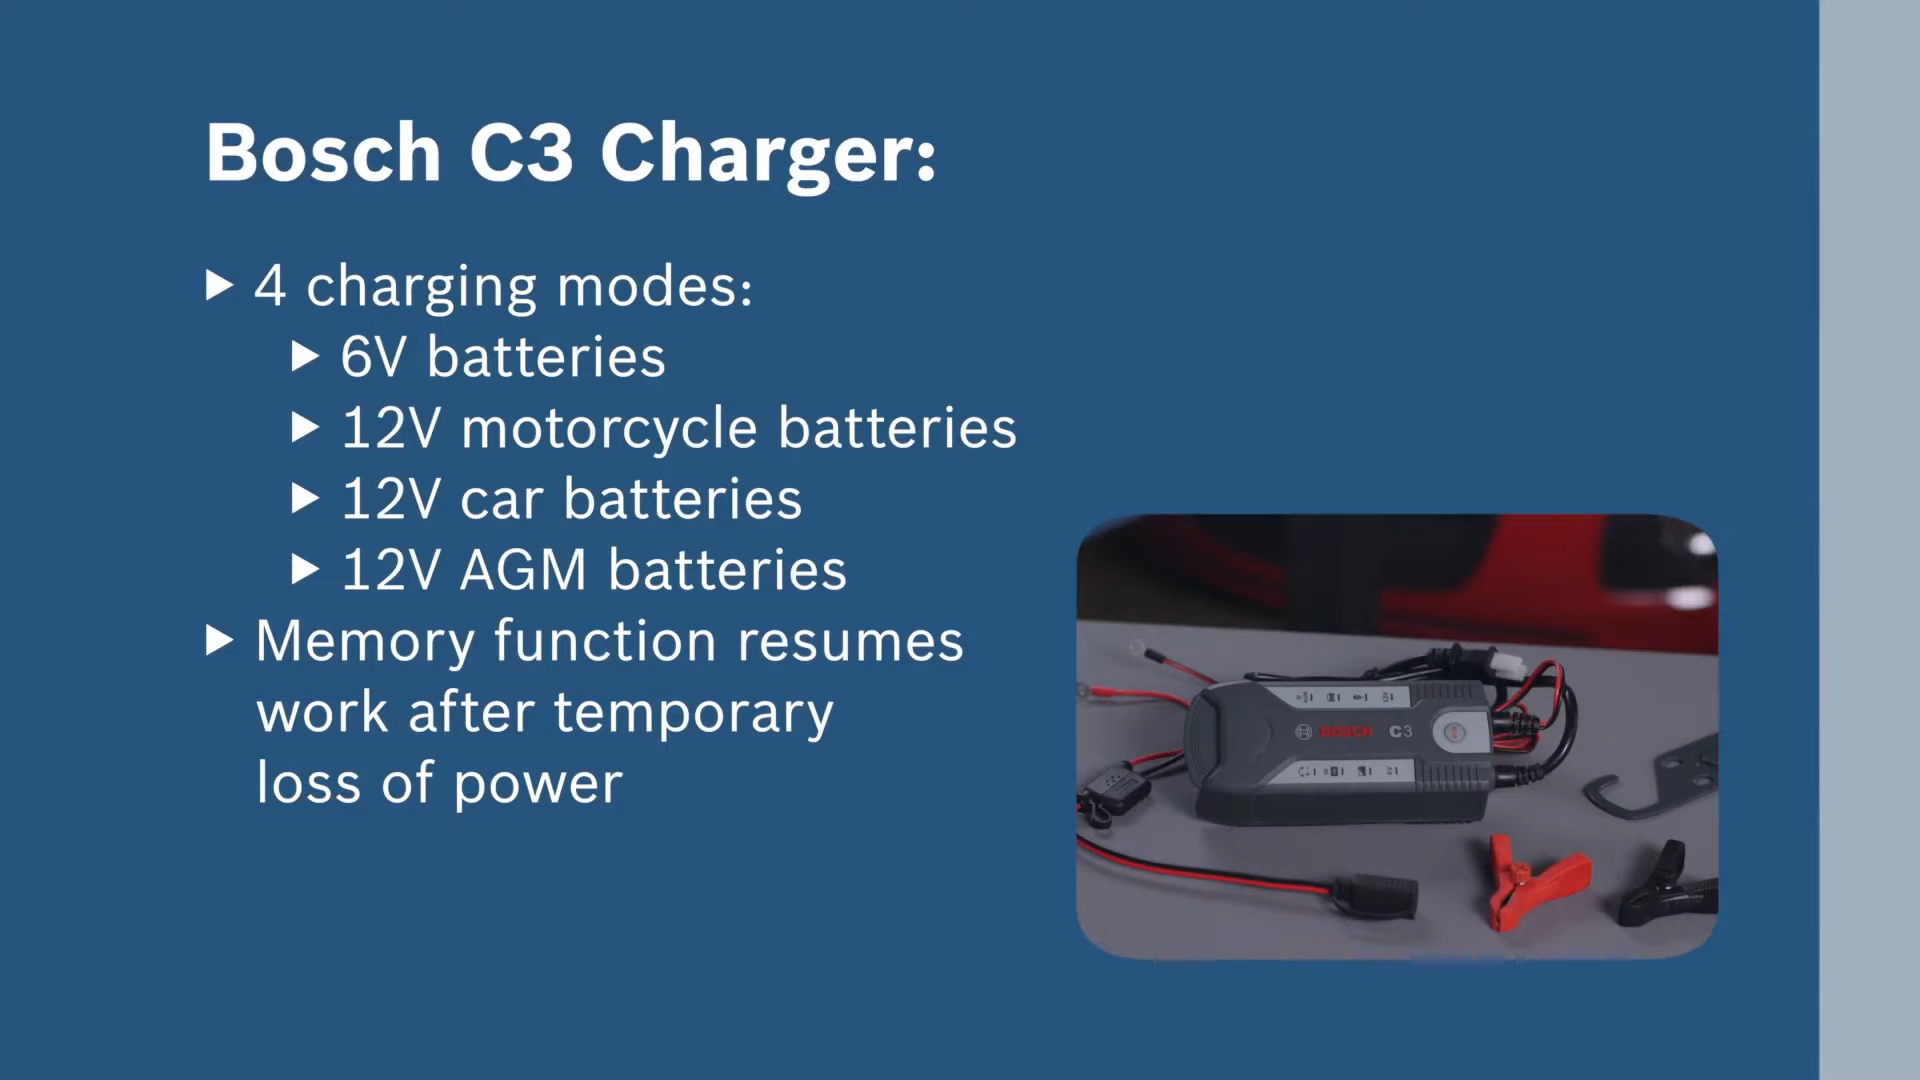 Bosch C3 Charger:
▶ 4 charging modes:
▶ 6V batteries
▶ 12V motorcycle batteries
▶ 12V car batteries
▶ 12V AGM batteries
▶ Memory function resumes
work after temporary
loss of power
BOSCH C3